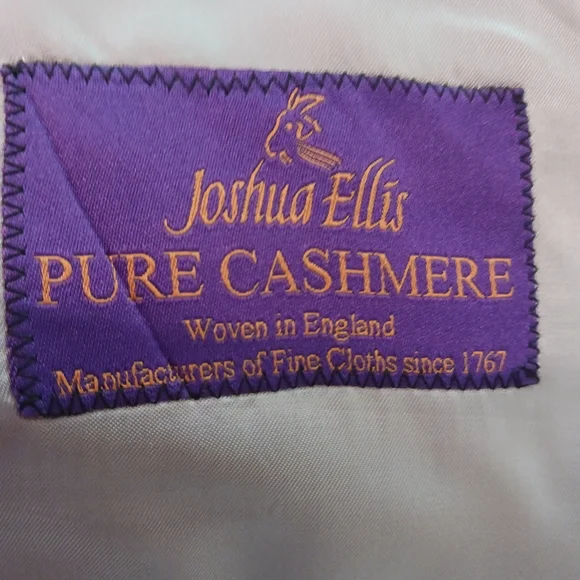 Joshua Ellis
PURE CASHMERE
Woven in England
Manufacturers of Fine Cloths since 1767